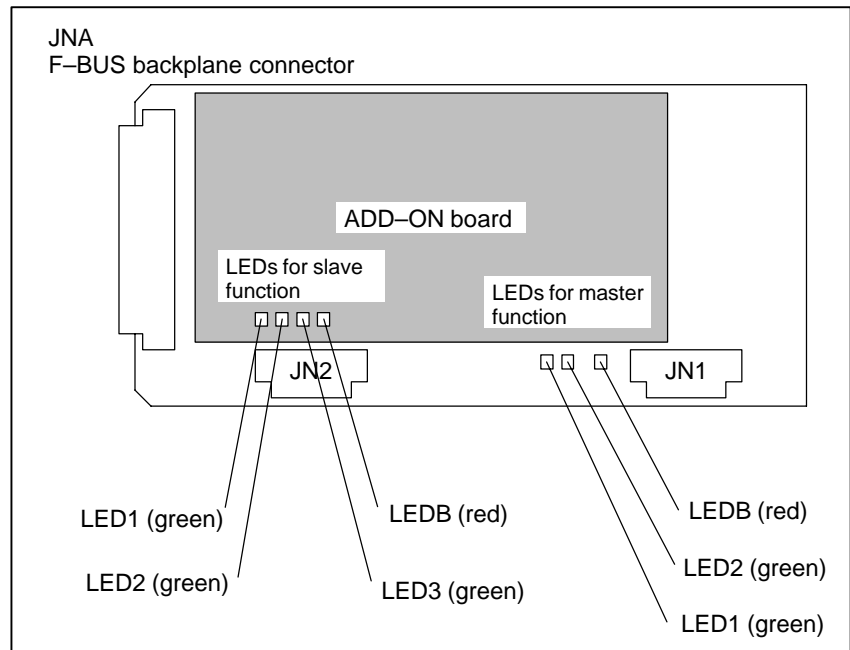 JNA
F–BUS backplane connector
ADD–ON board
LEDs for slave
function
LEDs for master
function
JN2
JN1
LED1 (green)
LEDB (red)
LEDB (red)
LED2 (green)
LED3 (green)
LED2 (green)
LED1 (green)